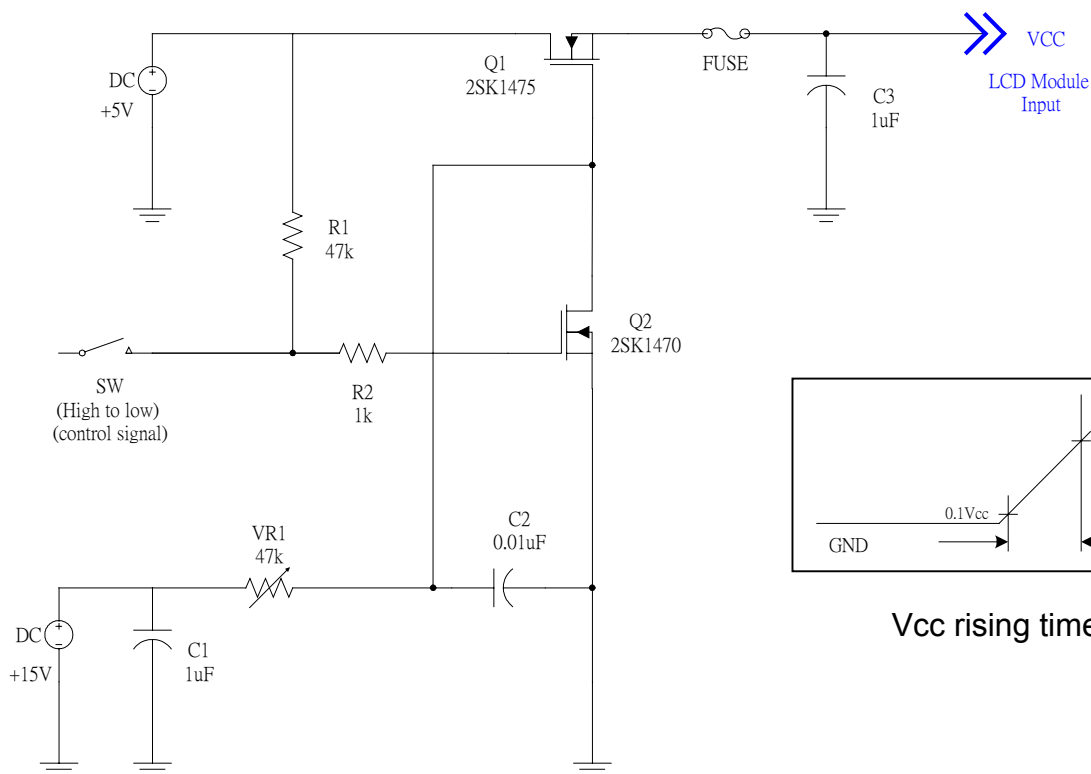 DC
+5V
Q1
2SK1475
FUSE
VCC
LCD Module
Input
C3
1uF
R1
47k
Q2
2SK1470
SW
(High to low)
(control signal)
R2
1k
VR1
47k
C2
0.01uF
DC
+15V
C1
1uF
0.1Vcc
GND
Vcc rising time